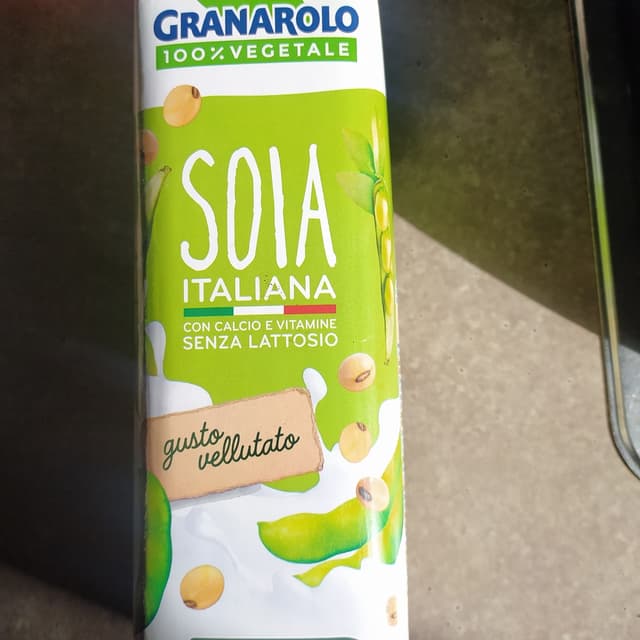 GRANAROLO
100% VEGETALE
SOIA
ITALIANA
CON CALCIO E VITAMINE
SENZA LATTOSIO
gusto
vellutato